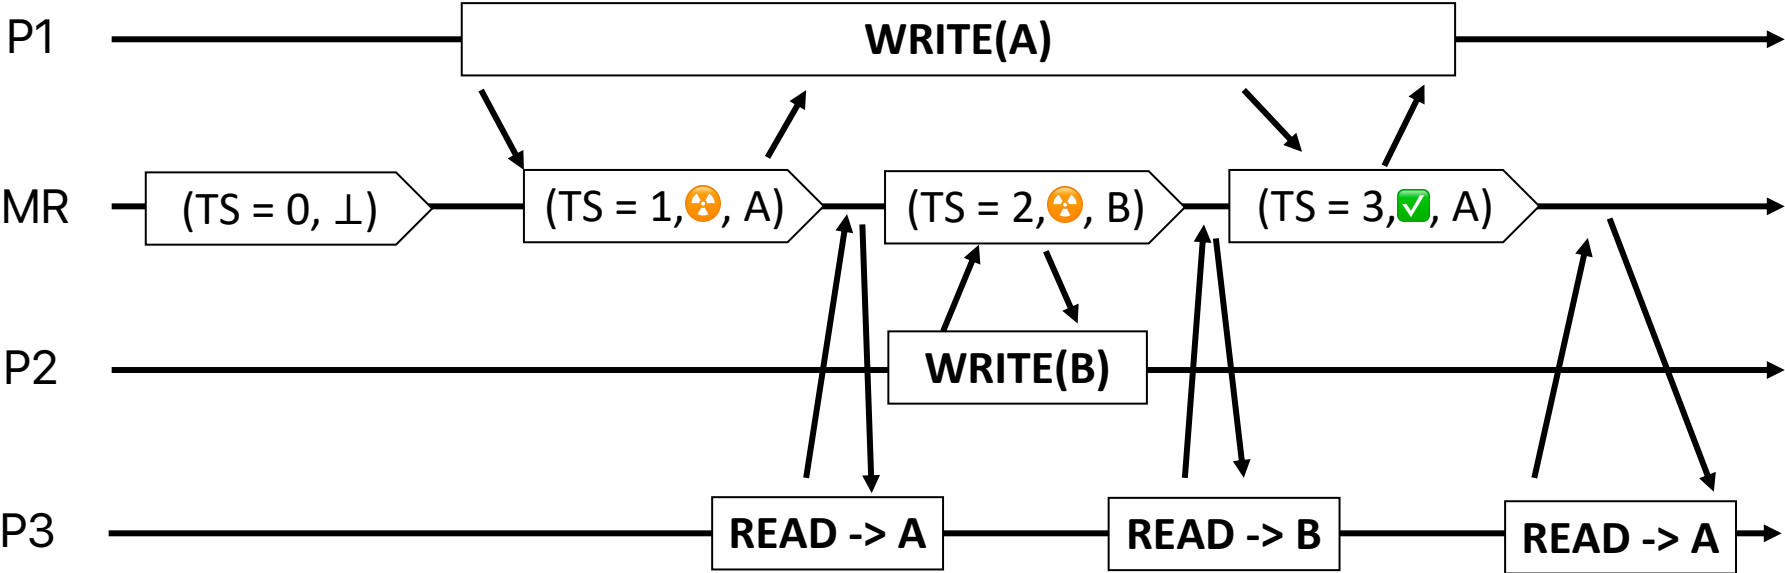 P1 WRITE(A)
MR (TS = 0, ⊥) (TS = 1,☢️, A) (TS = 2,☢️, B) (TS = 3,✅, A)
P2 WRITE(B)
P3 READ -> A READ -> B READ -> A